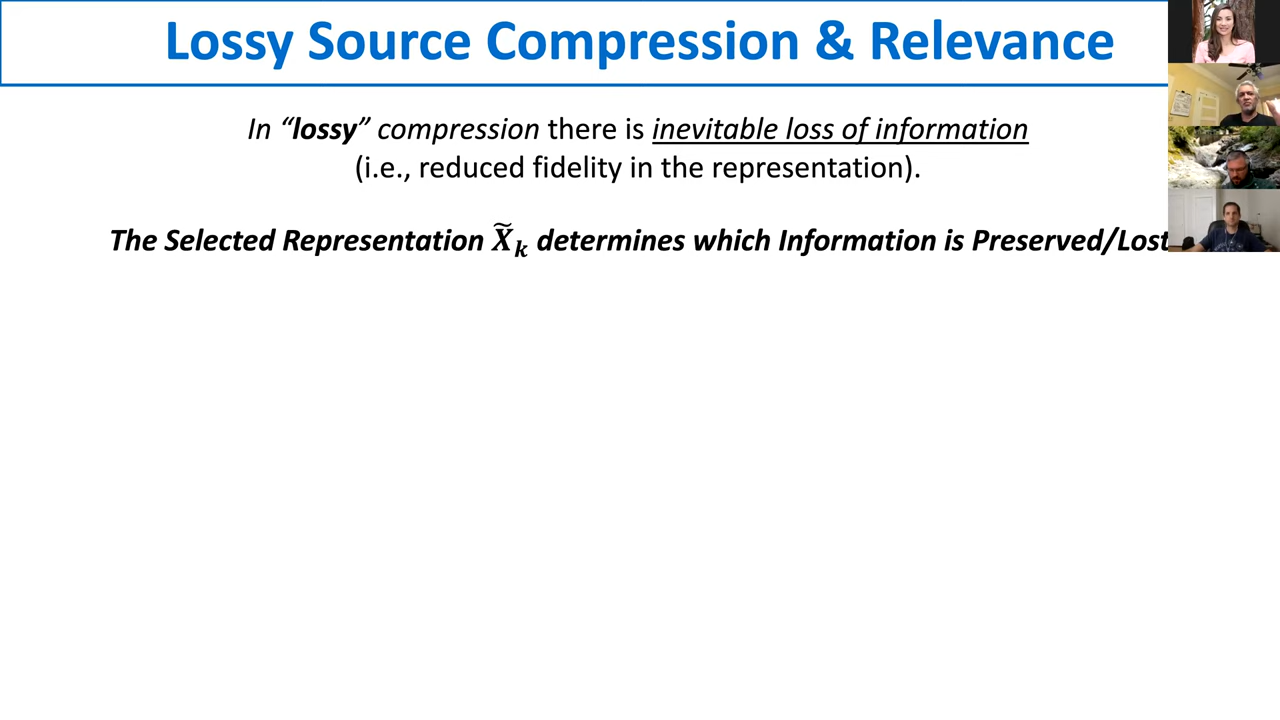 Lossy Source Compression & Relevance
In “lossy” compression there is inevitable loss of information
(i.e., reduced fidelity in the representation).
The Selected Representation X̃ₖ determines which Information is Preserved/Lost